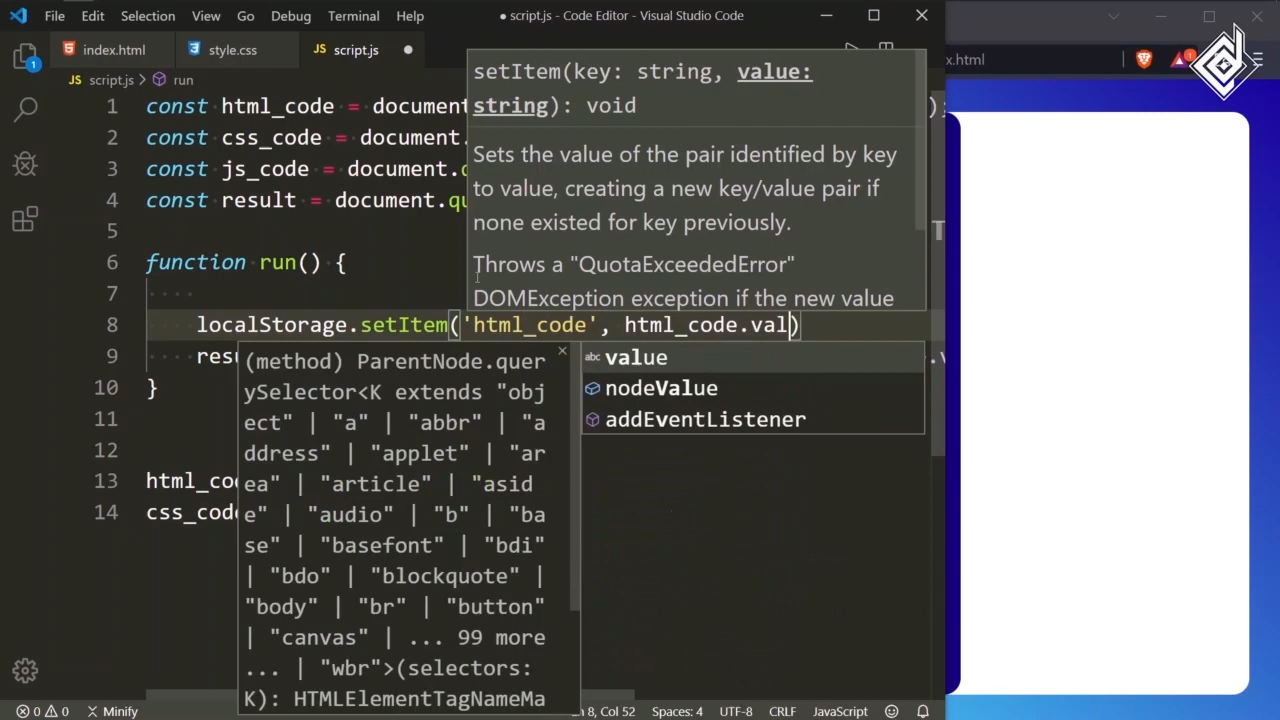 File Edit Selection View Go Debug Terminal Help ● script.js - Code Editor - Visual Studio Code
index.html style.css JS script.js ●
x.html
1
1
JS script.js > run
setItem(key: string, value:
string): void
Sets the value of the pair identified by key
to value, creating a new key/value pair if
none existed for key previously.
Throws a "QuotaExceededError"
DOMException exception if the new value
1 const html_code = document );
2 const css_code = document.
3 const js_code = document.
4 const result = document.qu
5
6 function run() {
7
8 localStorage.setItem('html_code', html_code.val)
9 resu
10 }
11
12
13 html_cod
14 css_code
value
nodeValue
addEventListener
(method) ParentNode.quer
ySelector<K extends "obj
ect" | "a" | "abbr" | "a
ddress" | "applet" | "ar
ea" | "article" | "asid
e" | "audio" | "b" | "ba
se" | "basefont" | "bdi"
| "bdo" | "blockquote" |
"body" | "br" | "button"
| "canvas" | ... 99 more
... | "wbr">(selectors:
K): HTMLElementTagNameMa
0 0 Minify Ln 8, Col 52 Spaces: 4 UTF-8 CRLF JavaScript